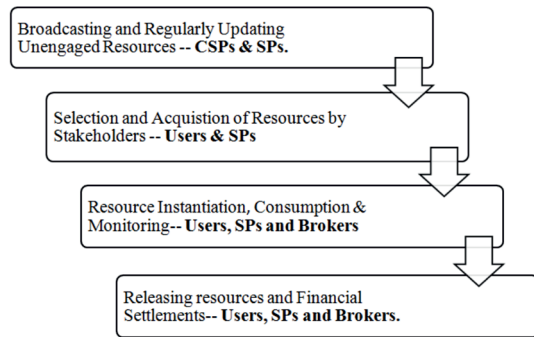 Broadcasting and Regularly Updating
Unengaged Resources -- CSPs & SPs.
Selection and Acquistion of Resources by
Stakeholders -- Users & SPs
Resource Instantiation, Consumption &
Monitoring-- Users, SPs and Brokers
Releasing resources and Financial
Settlements-- Users, SPs and Brokers.